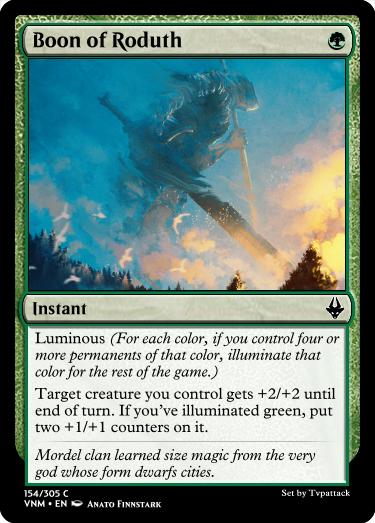 Boon of Roduth
Instant
Luminous (For each color, if you control four or
more permanents of that color, illuminate that
color for the rest of the game.)
Target creature you control gets +2/+2 until
end of turn. If you've illuminated green, put
two +1/+1 counters on it.
Mordel clan learned size magic from the very
god whose form dwarfs cities.
154/305 C
VNM • EN Anato Finnstark
Set by Tvpattack